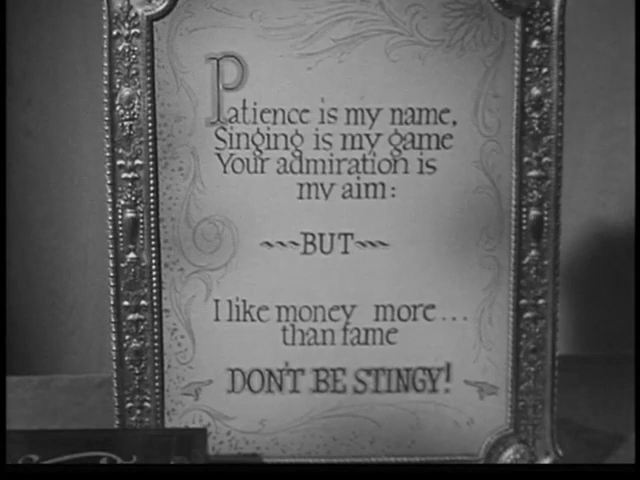 Patience is my name,
Singing is my game
Your admiration is
my aim:
~~~BUT~~~
I like money more...
than fame
DON'T BE STINGY!